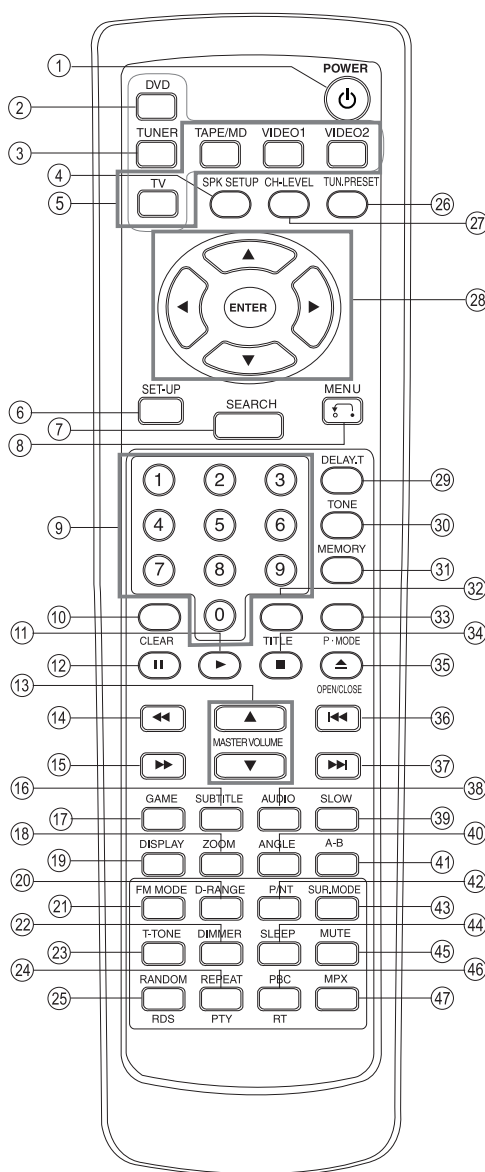 POWER
1
DVD
2
TUNER TAPE/MD VIDEO1 VIDEO2
3
4
TV SPK SETUP CH-LEVEL TUN.PRESET
5
26
27
ENTER
28
SET-UP MENU
6
SEARCH
7
8
DELAY.T
1 2 3
29
TONE
9
4 5 6
30
MEMORY
7 8 9
31
32
0
10
33
11
CLEAR TITLE P·MODE
34
12
35
OPEN/CLOSE
13
14
36
MASTER VOLUME
15
37
16
38
GAME SUBTITLE AUDIO SLOW
17
39
18
40
DISPLAY ZOOM ANGLE A-B
19
41
20
42
FM MODE D-RANGE P/NT SUR.MODE
21
43
22
44
T-TONE DIMMER SLEEP MUTE
23
45
24
46
RANDOM REPEAT PBC MPX
25
47
RDS PTY RT